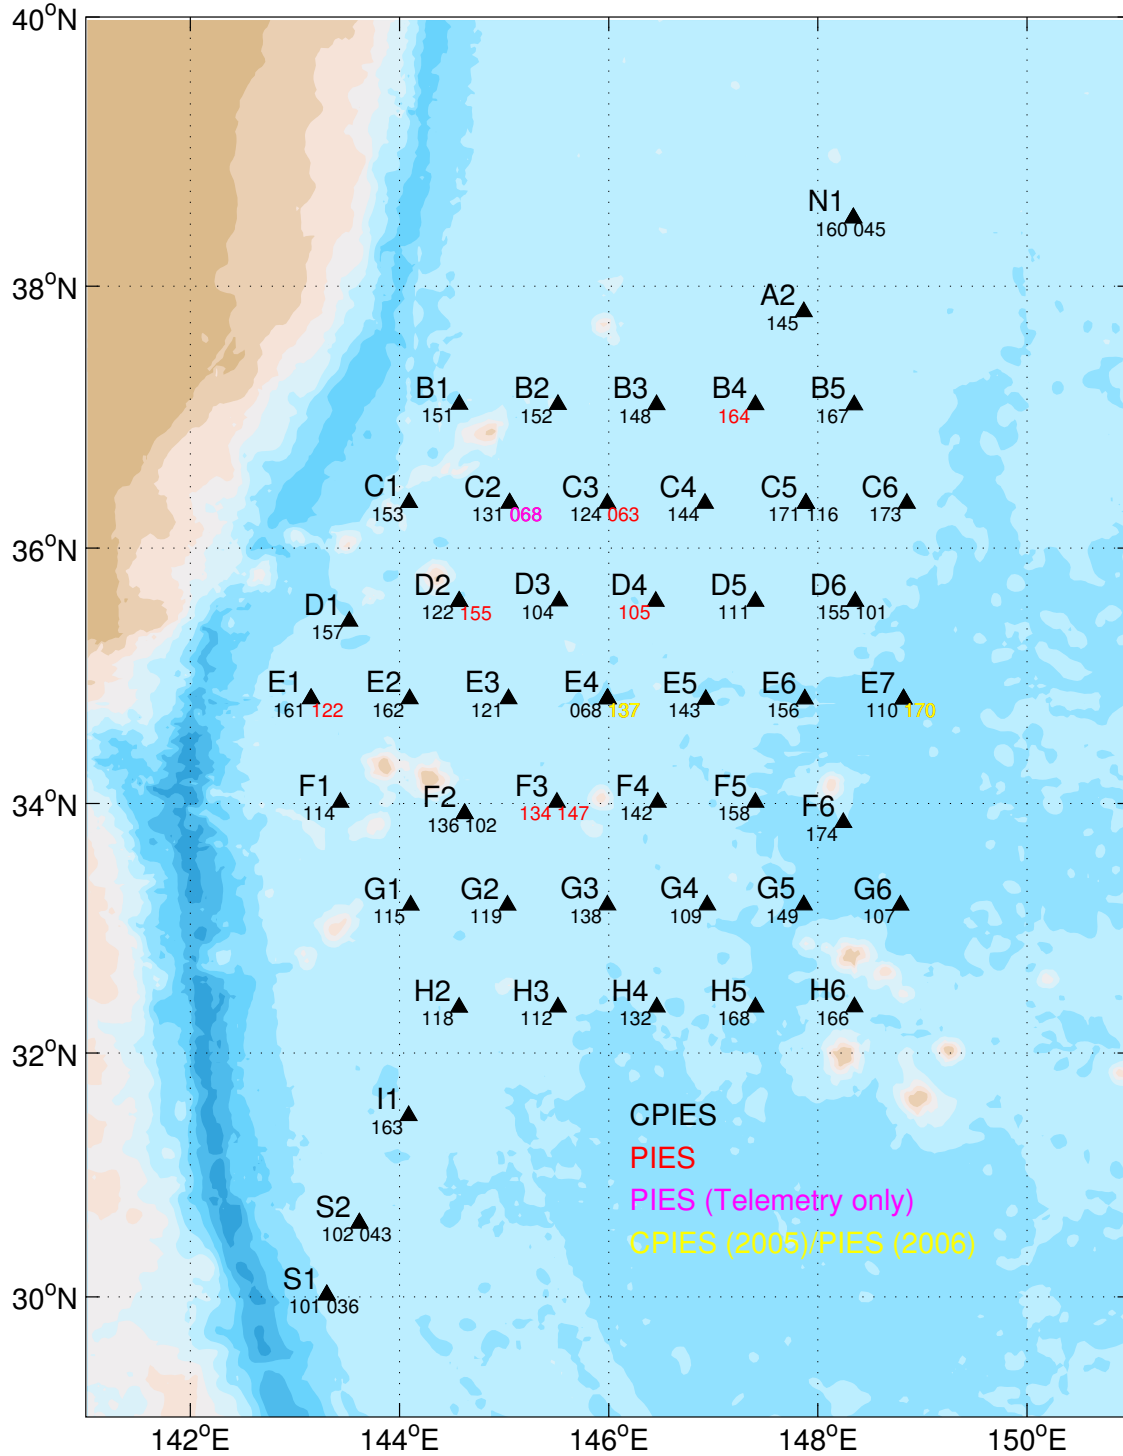 40°N
N1
160 045
38°N
A2
145
B1 B2 B3 B4 B5
151 152 148 164 167
C1 C2 C3 C4 C5 C6
153 131 068 124 063 144 171 116 173
36°N
D2 D3 D4 D5 D6
122 155 104 105 111 155 101
D1
157
E1 E2 E3 E4 E5 E6 E7
161 122 162 121 068 137 143 156 110 170
F1 F3 F4 F5
34°N
114 134 147 142 158
F2 F6
136 102 174
G1 G2 G3 G4 G5 G6
115 119 138 109 149 107
H2 H3 H4 H5 H6
118 112 132 168 166
32°N
I1
163
CPIES
PIES
PIES (Telemetry only)
S2
102 043
CPIES (2005)/PIES (2006)
S1
101 036
30°N
142°E 144°E 146°E 148°E 150°E